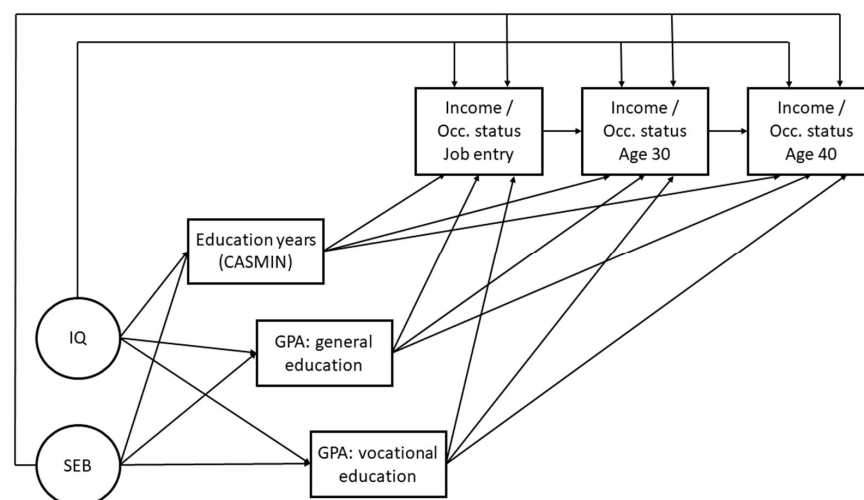 Income /
Occ. status
Job entry
Income /
Occ. status
Age 30
Income /
Occ. status
Age 40
Education years
(CASMIN)
IQ
GPA: general
education
SEB
GPA: vocational
education